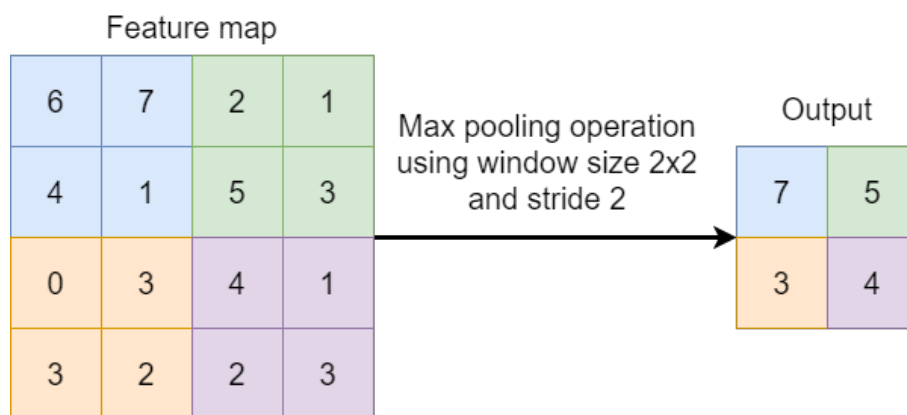 Feature map
6 7 2 1
4 1 5 3
0 3 4 1
3 2 2 3
Max pooling operation
using window size 2x2
and stride 2
Output
7 5
3 4